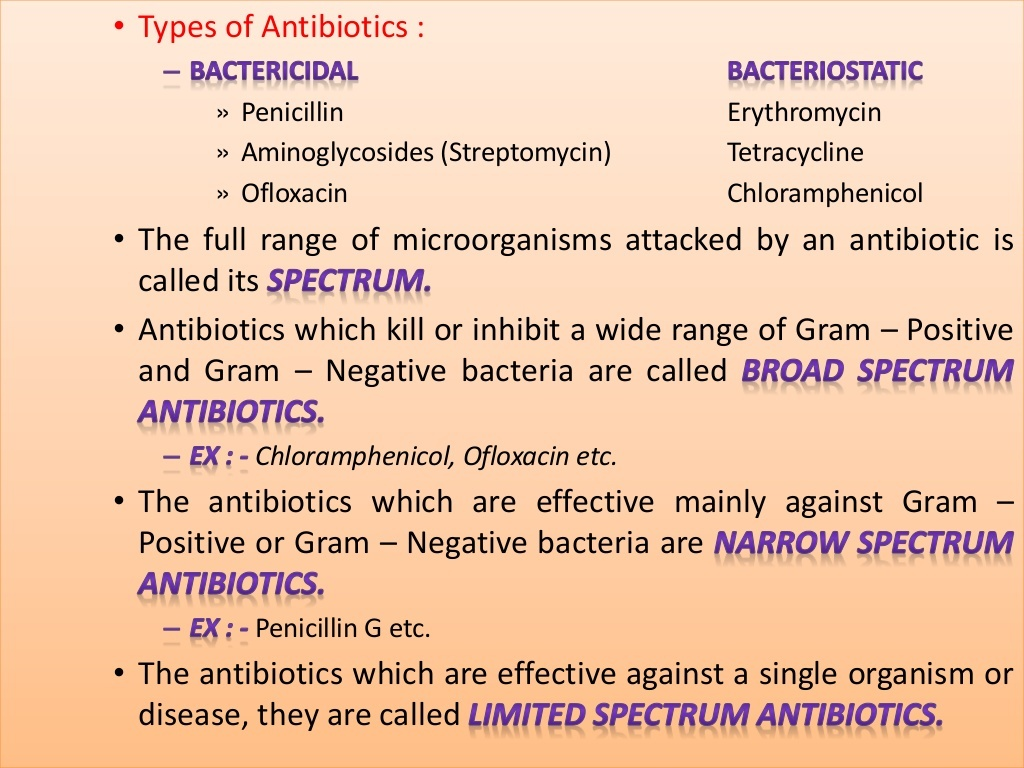 • Types of Antibiotics :
– BACTERICIDAL BACTERIOSTATIC
» Penicillin Erythromycin
» Aminoglycosides (Streptomycin) Tetracycline
» Ofloxacin Chloramphenicol
• The full range of microorganisms attacked by an antibiotic is
called its SPECTRUM.
• Antibiotics which kill or inhibit a wide range of Gram – Positive
and Gram – Negative bacteria are called BROAD SPECTRUM
ANTIBIOTICS.
– EX : - Chloramphenicol, Ofloxacin etc.
• The antibiotics which are effective mainly against Gram –
Positive or Gram – Negative bacteria are NARROW SPECTRUM
ANTIBIOTICS.
– EX : - Penicillin G etc.
• The antibiotics which are effective against a single organism or
disease, they are called LIMITED SPECTRUM ANTIBIOTICS.